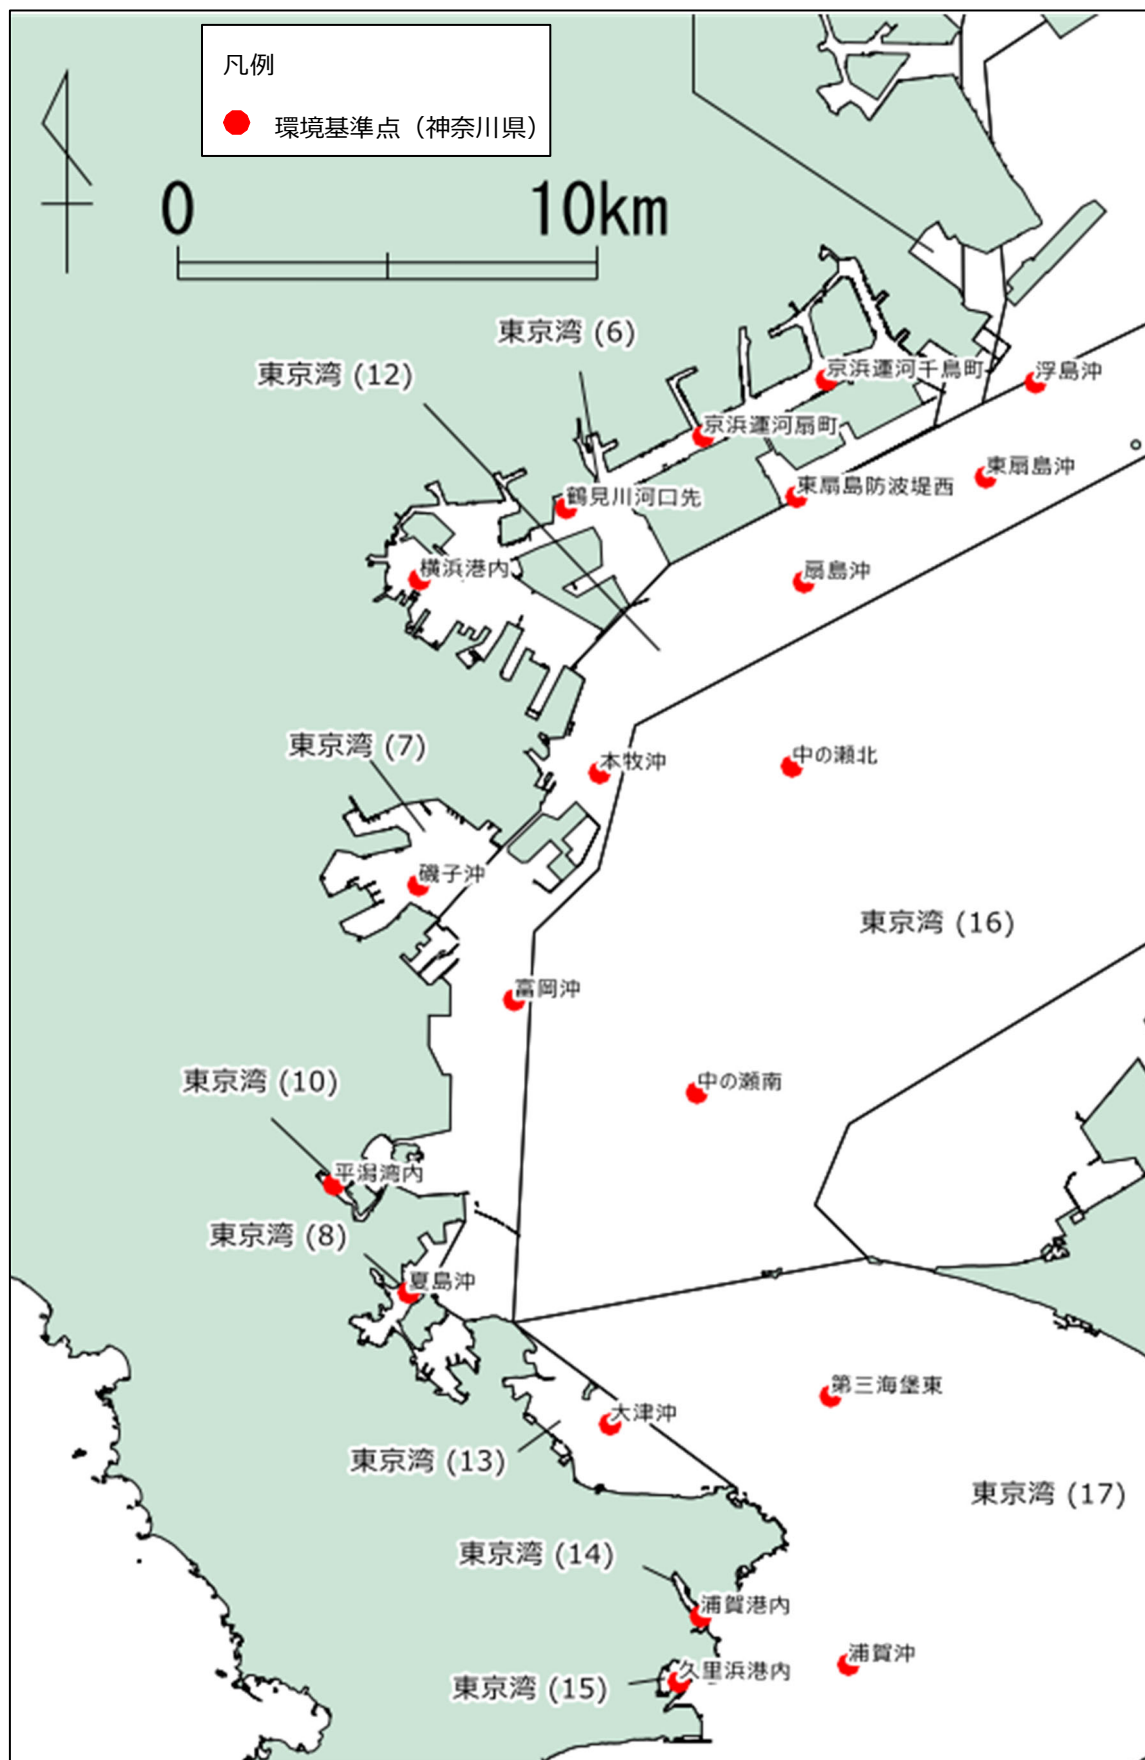 凡例
環境基準点（神奈川県）
0 10km
東京湾 (6)
東京湾 (12)
京浜運河千鳥町
浮島沖
京浜運河扇町
東扇島沖
東扇島防波堤西
鶴見川河口先
横浜港内
扇島沖
東京湾 (7)
本牧沖
中の瀬北
磯子沖
東京湾 (16)
富岡沖
中の瀬南
東京湾 (10)
平潟湾内
東京湾 (8)
夏島沖
第三海堡東
大津沖
東京湾 (13)
東京湾 (17)
東京湾 (14)
浦賀港内
浦賀沖
久里浜港内
東京湾 (15)